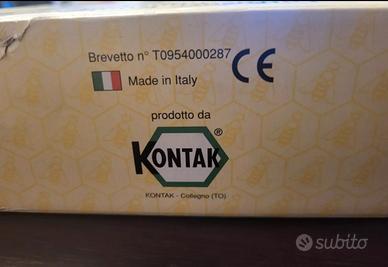 Brevetto n° T0954000287
CE
Made in Italy
prodotto da
KONTAK®
KONTAK - Collegno (TO)
subito